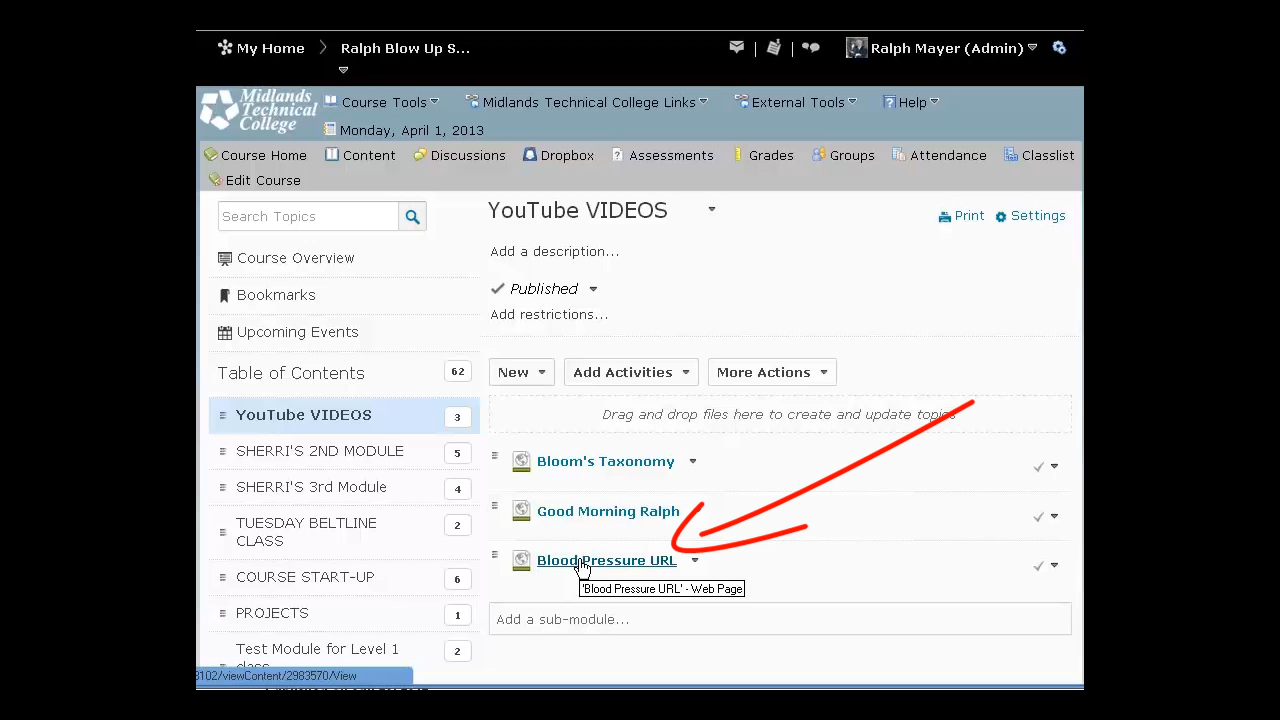 My Home
Ralph Blow Up S...
Ralph Mayer (Admin)
Midlands
Technical
College
Course Tools
Midlands Technical College Links
External Tools
Help
Monday, April 1, 2013
Course Home
Content
Discussions
Dropbox
Assessments
Grades
Groups
Attendance
Classlist
Edit Course
Search Topics
Course Overview
Bookmarks
Upcoming Events
Table of Contents 62
YouTube VIDEOS 3
SHERRI'S 2ND MODULE 5
SHERRI'S 3rd Module 4
TUESDAY BELTLINE 2
CLASS
COURSE START-UP 6
PROJECTS 1
Test Module for Level 1 2
class
YouTube VIDEOS
Print
Settings
Add a description...
Published
Add restrictions...
New
Add Activities
More Actions
Drag and drop files here to create and update topics
Bloom's Taxonomy
Good Morning Ralph
Blood Pressure URL
'Blood Pressure URL' - Web Page
Add a sub-module...
8102/viewContent/2983570/View